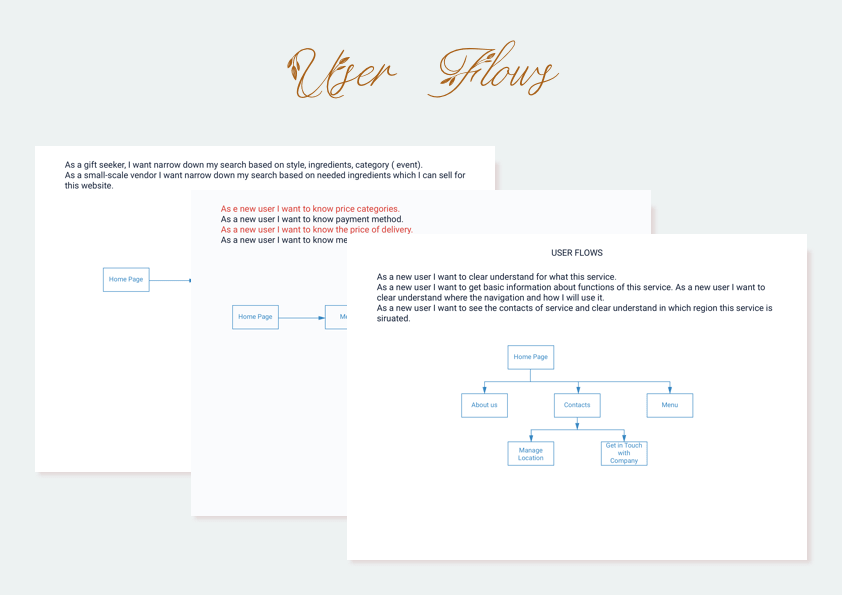 User Flows
As a gift seeker, I want narrow down my search based on style, ingredients, category ( event).
As a small-scale vendor I want narrow down my search based on needed ingredients which I can sell for
this website.
Home Page
As e new user I want to know price categories.
As a new user I want to know payment method.
As a new user I want to know the price of delivery.
As a new user I want to know me
Home Page
Me
USER FLOWS
As a new user I want to clear understand for what this service.
As a new user I want to get basic information about functions of this service. As a new user I want to
clear understand where the navigation and how I will use it.
As a new user I want to see the contacts of service and clear understand in which region this service is
siruated.
Home Page
About us
Contacts
Menu
Manage
Location
Get in Touch
with
Company